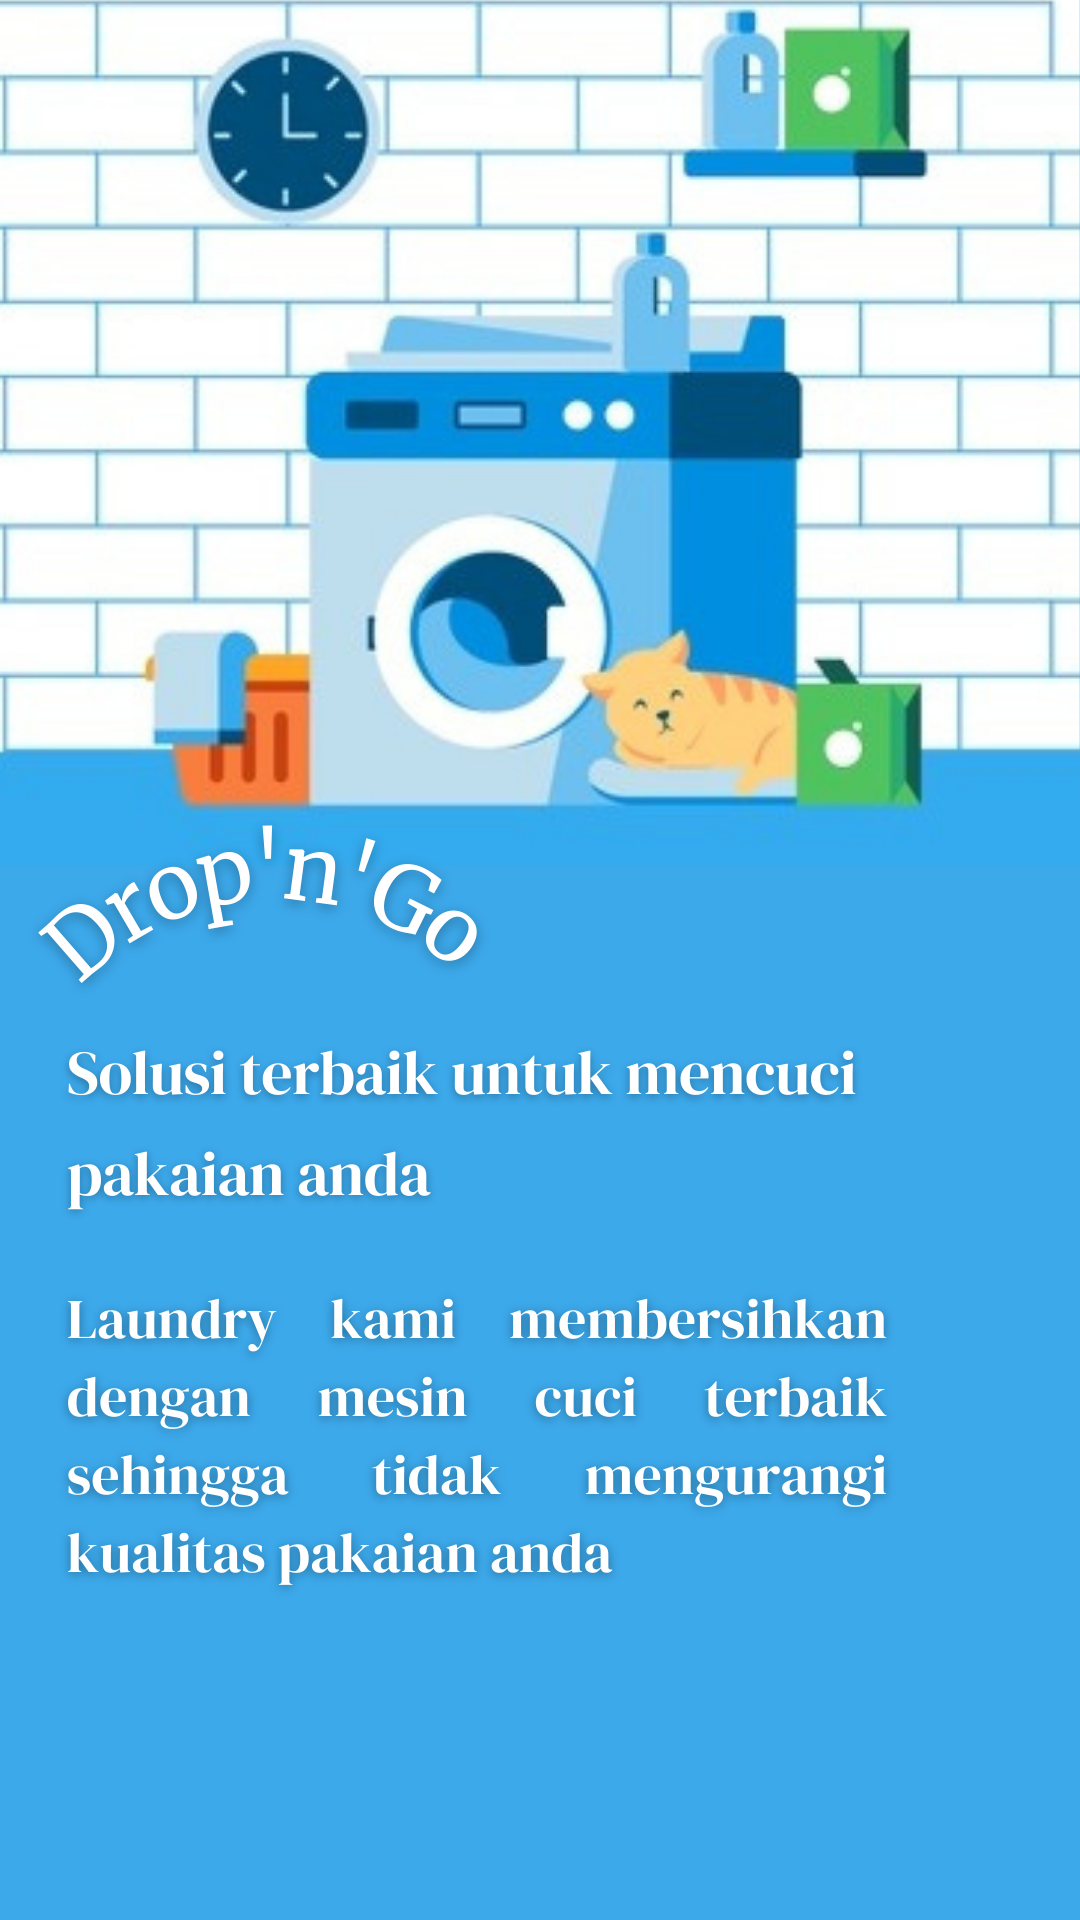 Drop'n'Go
Solusi terbaik untuk mencuci
pakaian anda
Laundry kami membersihkan
dengan mesin cuci terbaik
sehingga tidak mengurangi
kualitas pakaian anda